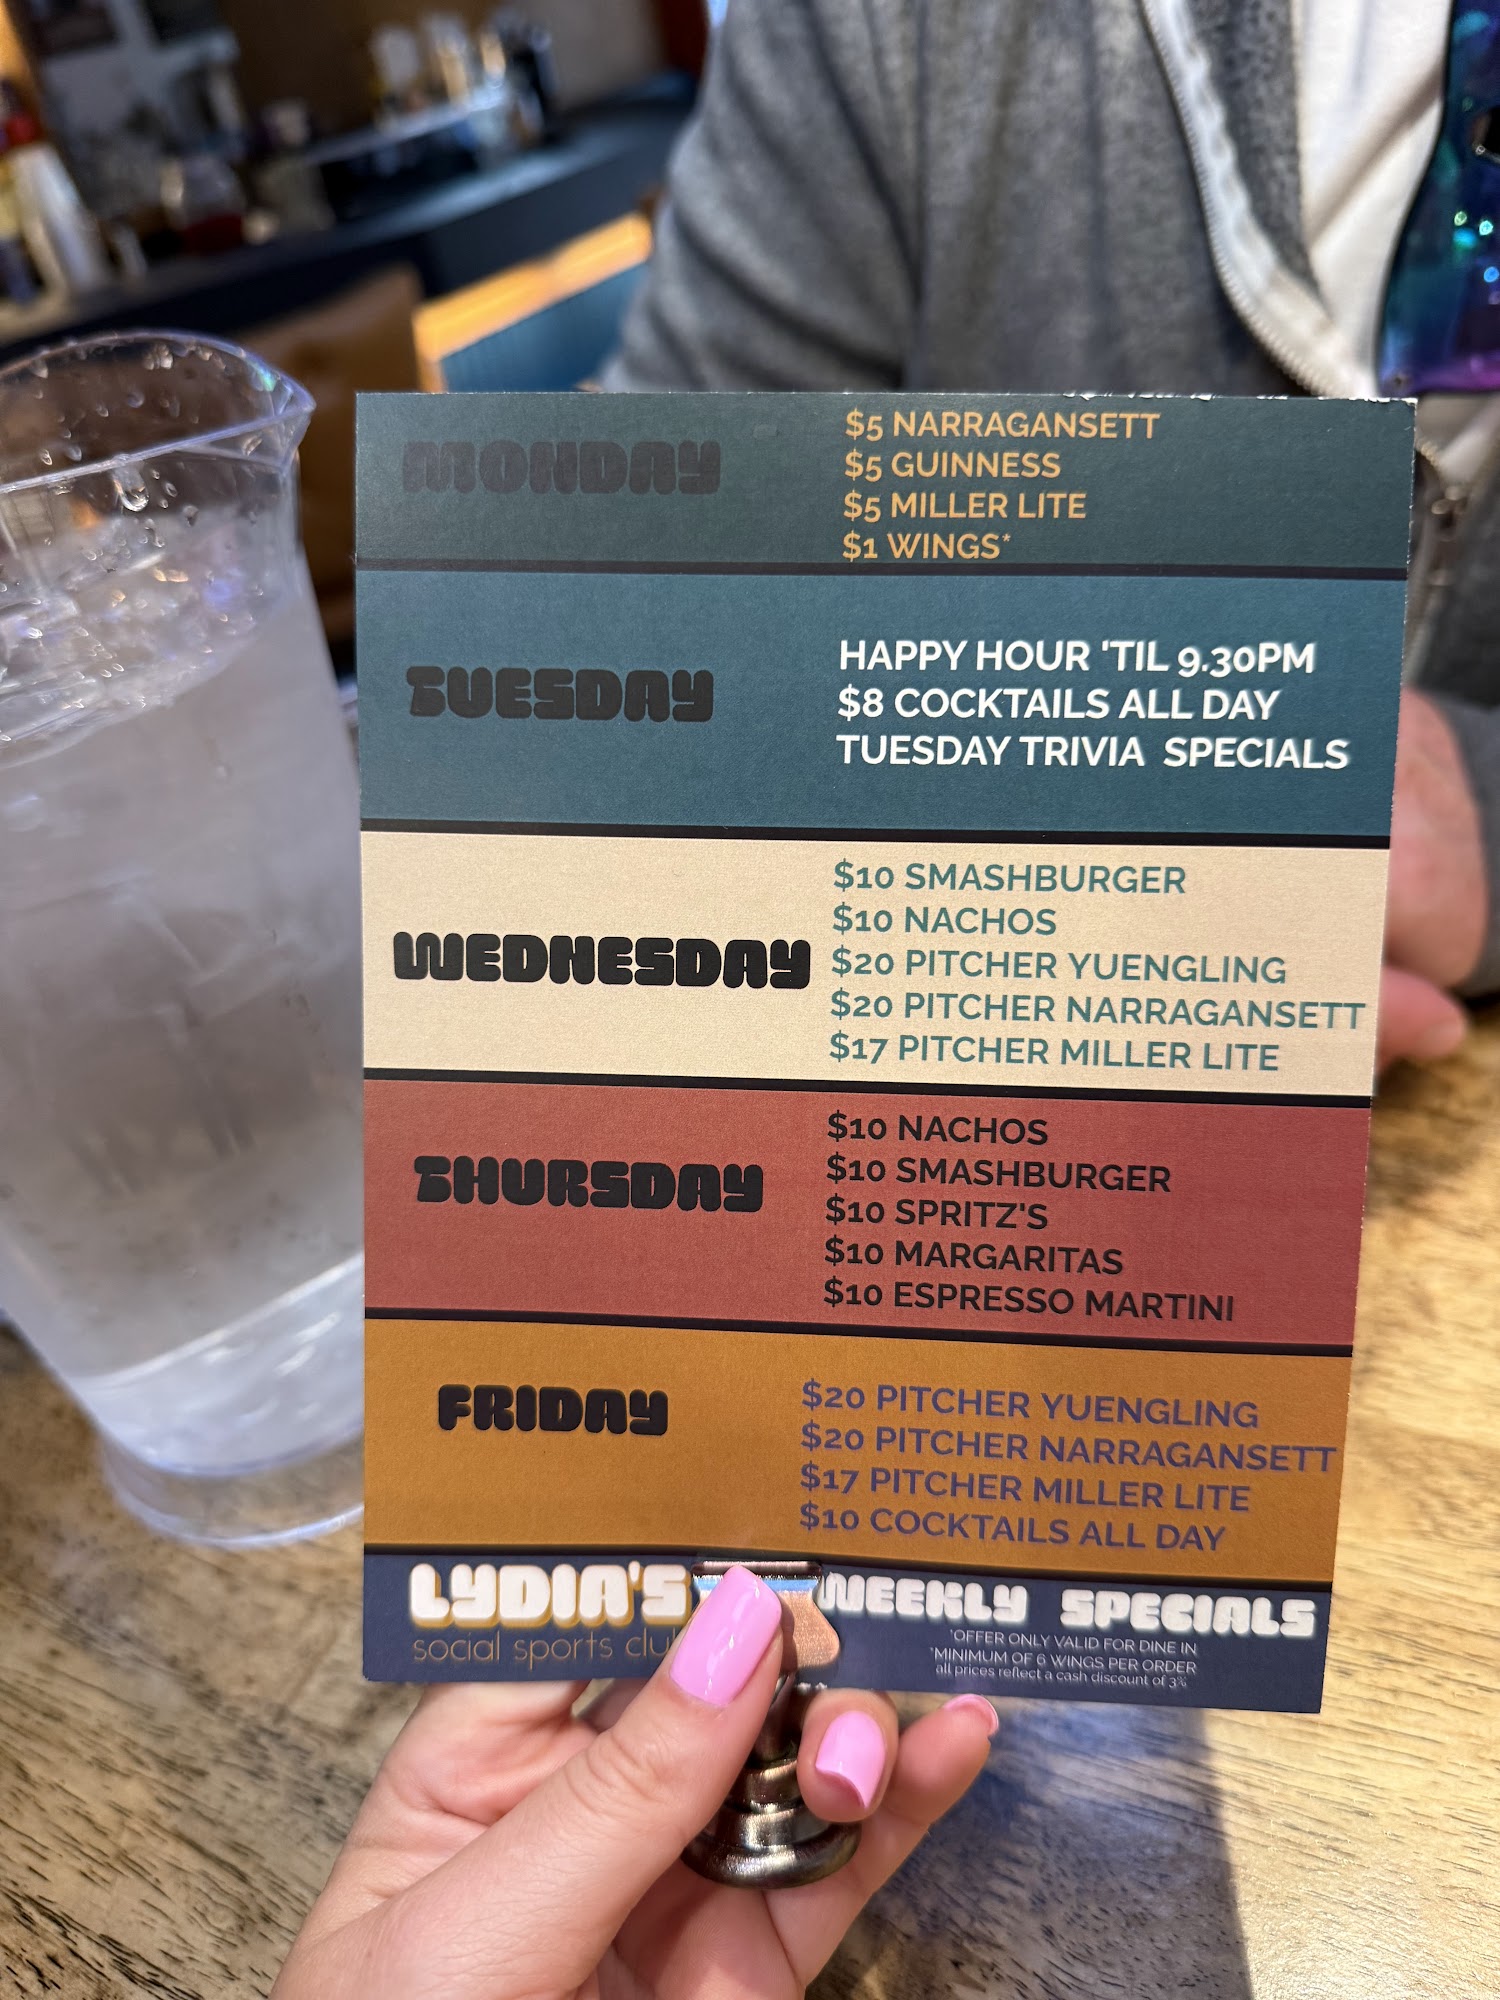 MONDAY
$5 NARRAGANSETT
$5 GUINNESS
$5 MILLER LITE
$1 WINGS*
TUESDAY
HAPPY HOUR 'TIL 9.30PM
$8 COCKTAILS ALL DAY
TUESDAY TRIVIA SPECIALS
WEDNESDAY
$10 SMASHBURGER
$10 NACHOS
$20 PITCHER YUENGLING
$20 PITCHER NARRAGANSETT
$17 PITCHER MILLER LITE
THURSDAY
$10 NACHOS
$10 SMASHBURGER
$10 SPRITZ'S
$10 MARGARITAS
$10 ESPRESSO MARTINI
FRIDAY
$20 PITCHER YUENGLING
$20 PITCHER NARRAGANSETT
$17 PITCHER MILLER LITE
$10 COCKTAILS ALL DAY
LYDIA'S
social sports
WEEKLY SPECIALS
*OFFER ONLY VALID FOR DINE IN
*MINIMUM OF 6 WINGS PER ORDER
all prices reflect a cash discount of 3%